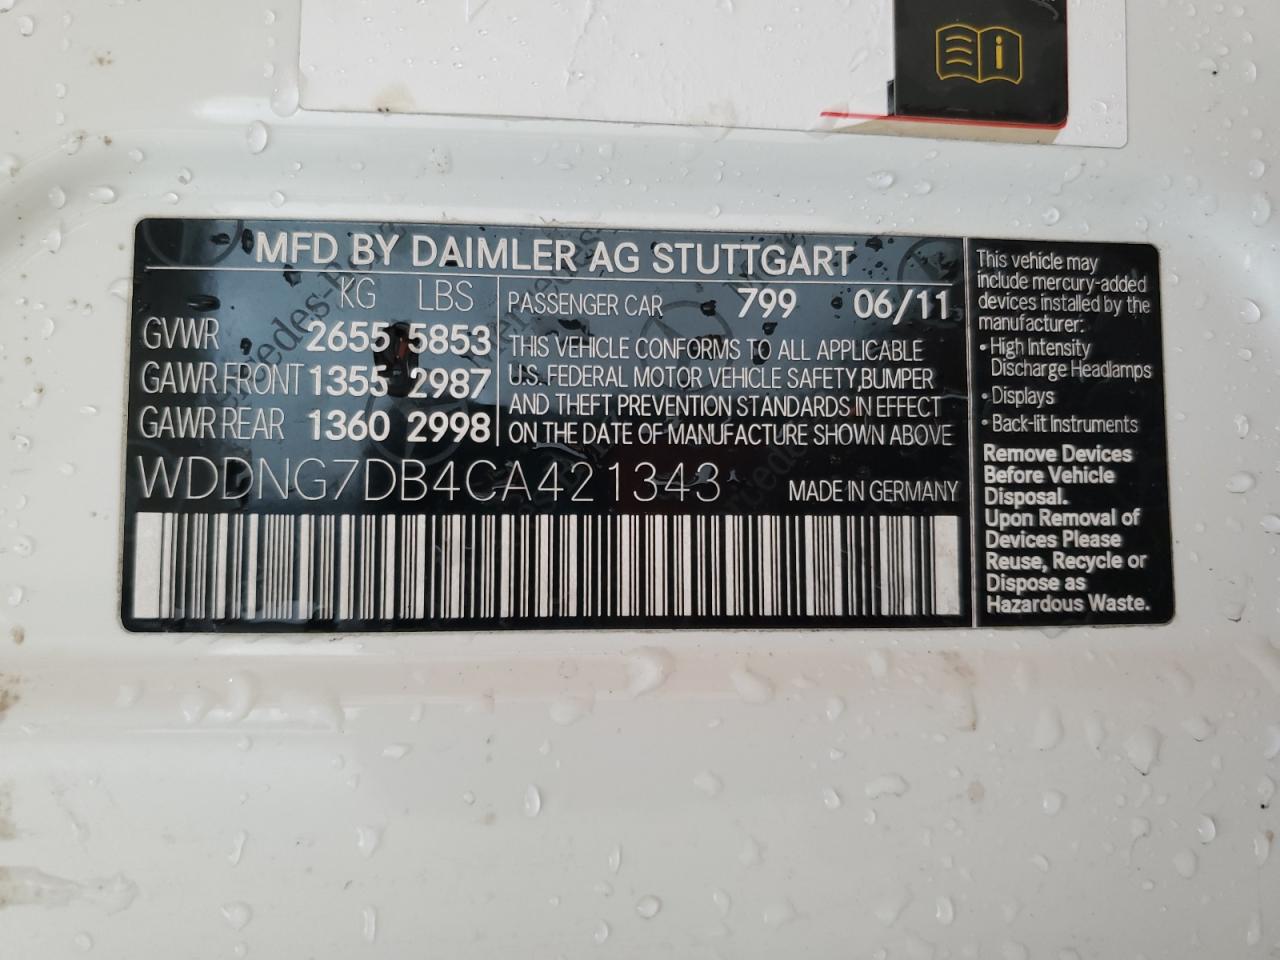 MFD BY DAIMLER AG STUTTGART
KG LBS
PASSENGER CAR 799 06/11
GVWR 2655 5853
GAWR FRONT 1355 2987
GAWR REAR 1360 2998
THIS VEHICLE CONFORMS TO ALL APPLICABLE
U.S. FEDERAL MOTOR VEHICLE SAFETY,BUMPER
AND THEFT PREVENTION STANDARDS IN EFFECT
ON THE DATE OF MANUFACTURE SHOWN ABOVE
WDDNG7DB4CA421343
MADE IN GERMANY
This vehicle may
include mercury-added
devices installed by the
manufacturer:
• High Intensity
Discharge Headlamps
• Displays
• Back-lit Instruments
Remove Devices
Before Vehicle
Disposal.
Upon Removal of
Devices Please
Reuse, Recycle or
Dispose as
Hazardous Waste.